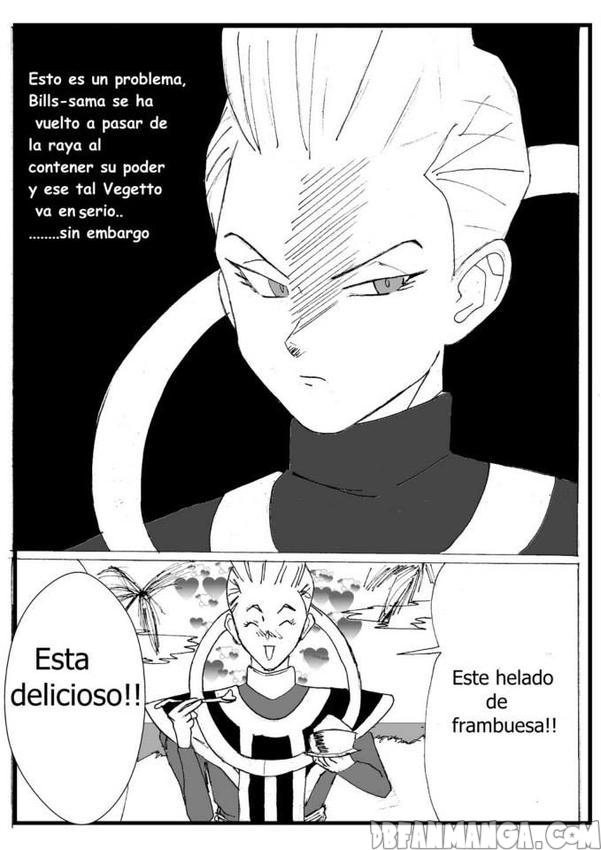 Esto es un problema,
Bills-sama se ha
vuelto a pasar de
la raya al
contener su poder
y ese tal Vegetto
va en serio..
........sin embargo
Este helado
de
frambuesa!!
Esta
delicioso!!
DBFANMANGA.COM